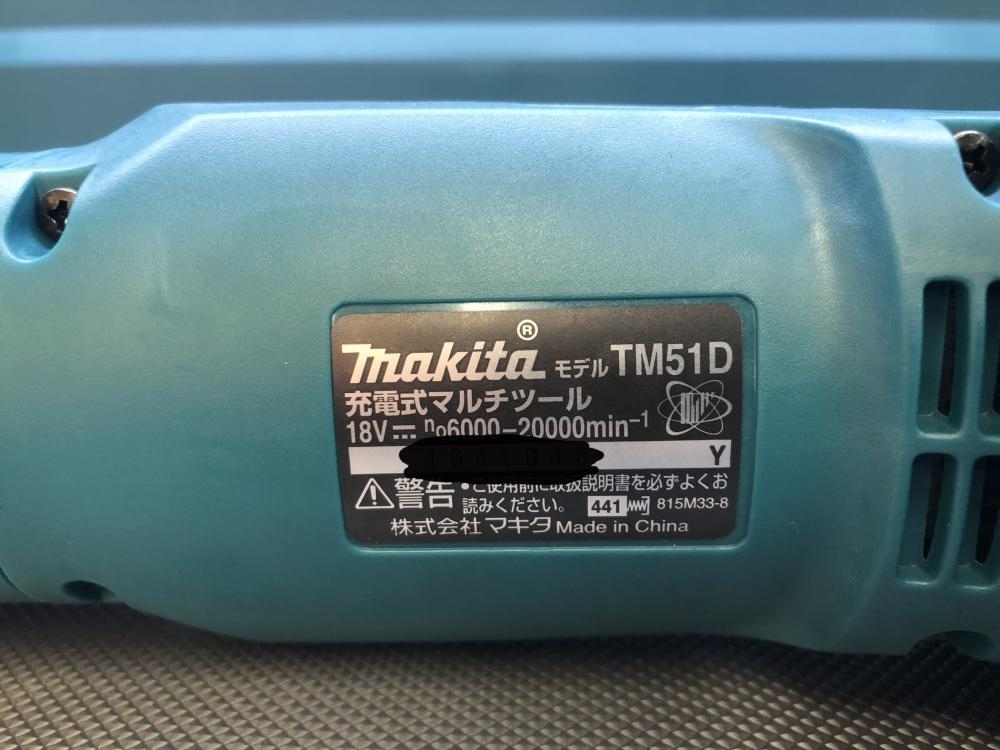 makita® モデル TM51D
充電式マルチツール
18V⎓ n₀6000-20000min⁻¹
Y
⚠警告 •ご使用前に取扱説明書を必ずよくお
読みください。 441 815M33-8
株式会社マキタ Made in China